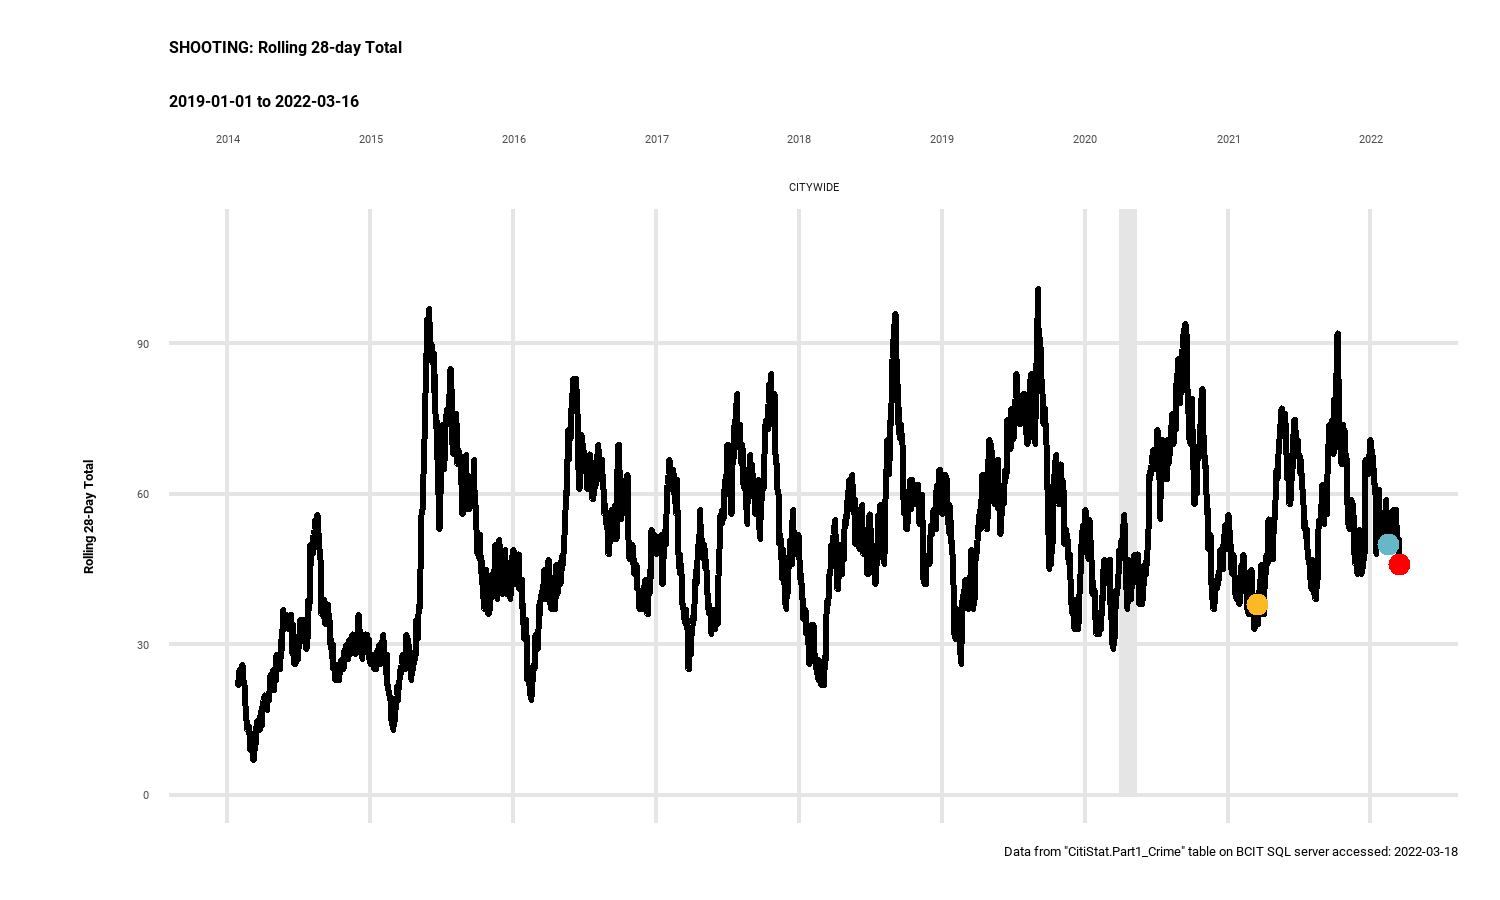 SHOOTING: Rolling 28-day Total
2019-01-01 to 2022-03-16
2014 2015 2016 2017 2018 2019 2020 2021 2022
CITYWIDE
90
60
30
0
Rolling 28-Day Total
Data from "CitiStat.Part1_Crime" table on BCIT SQL server accessed: 2022-03-18